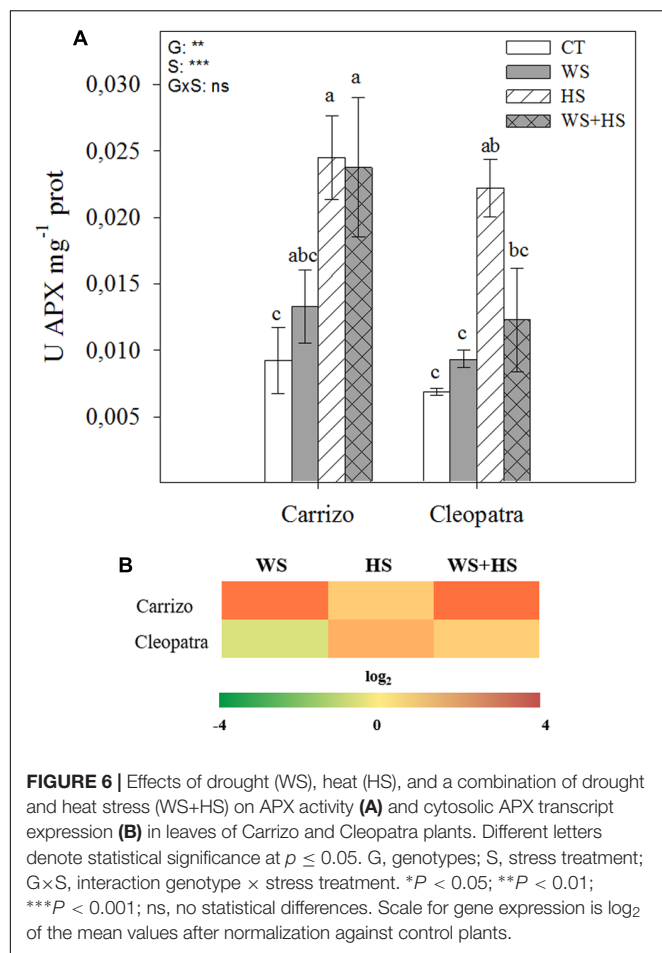 A
G: **
S: ***
GxS: ns
CT
WS
HS
WS+HS
0,030
0,025
0,020
0,015
0,010
0,005
U APX mg⁻¹ prot
c
abc
a
a
c
c
ab
bc
Carrizo
Cleopatra
B
WS
HS
WS+HS
Carrizo
Cleopatra
log₂
-4
0
4
FIGURE 6 | Effects of drought (WS), heat (HS), and a combination of drought
and heat stress (WS+HS) on APX activity (A) and cytosolic APX transcript
expression (B) in leaves of Carrizo and Cleopatra plants. Different letters
denote statistical significance at p ≤ 0.05. G, genotypes; S, stress treatment;
G×S, interaction genotype × stress treatment. *P < 0.05; **P < 0.01;
***P < 0.001; ns, no statistical differences. Scale for gene expression is log₂
of the mean values after normalization against control plants.